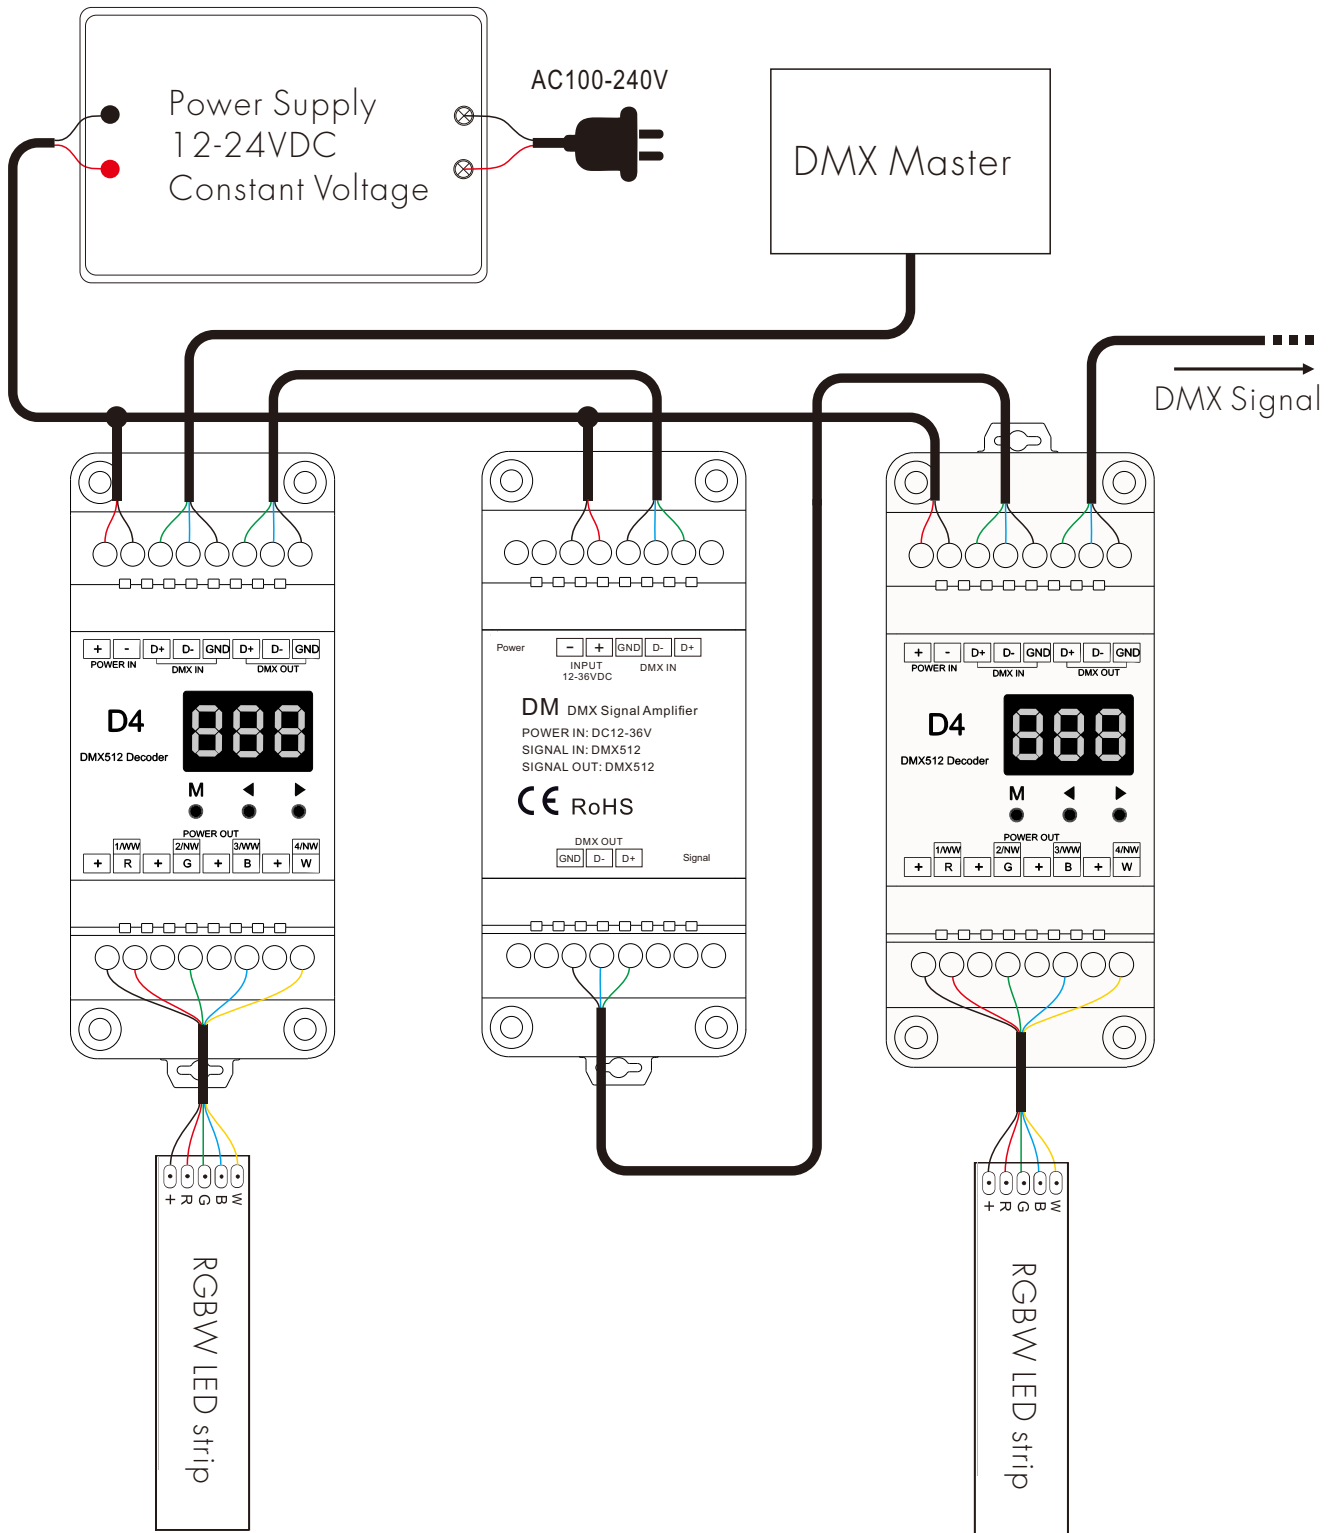 Power Supply
12-24VDC
Constant Voltage
AC100-240V
DMX Master
DMX Signal
+ - D+ D- GND D+ D- GND
POWER IN DMX IN DMX OUT
D4
DMX512 Decoder
888
M ◀ ▶
POWER OUT
1/WW 2/NW 3/WW 4/NW
+ R + G + B + W
Power
- + GND D- D+
INPUT DMX IN
12-36VDC
DM DMX Signal Amplifier
POWER IN: DC12-36V
SIGNAL IN: DMX512
SIGNAL OUT: DMX512
CE RoHS
DMX OUT
GND D- D+ Signal
+ - D+ D- GND D+ D- GND
POWER IN DMX IN DMX OUT
D4
DMX512 Decoder
888
M ◀ ▶
POWER OUT
1/WW 2/NW 3/WW 4/NW
+ R + G + B + W
+ R G B W
RGBW LED strip
+ R G B W
RGBW LED strip